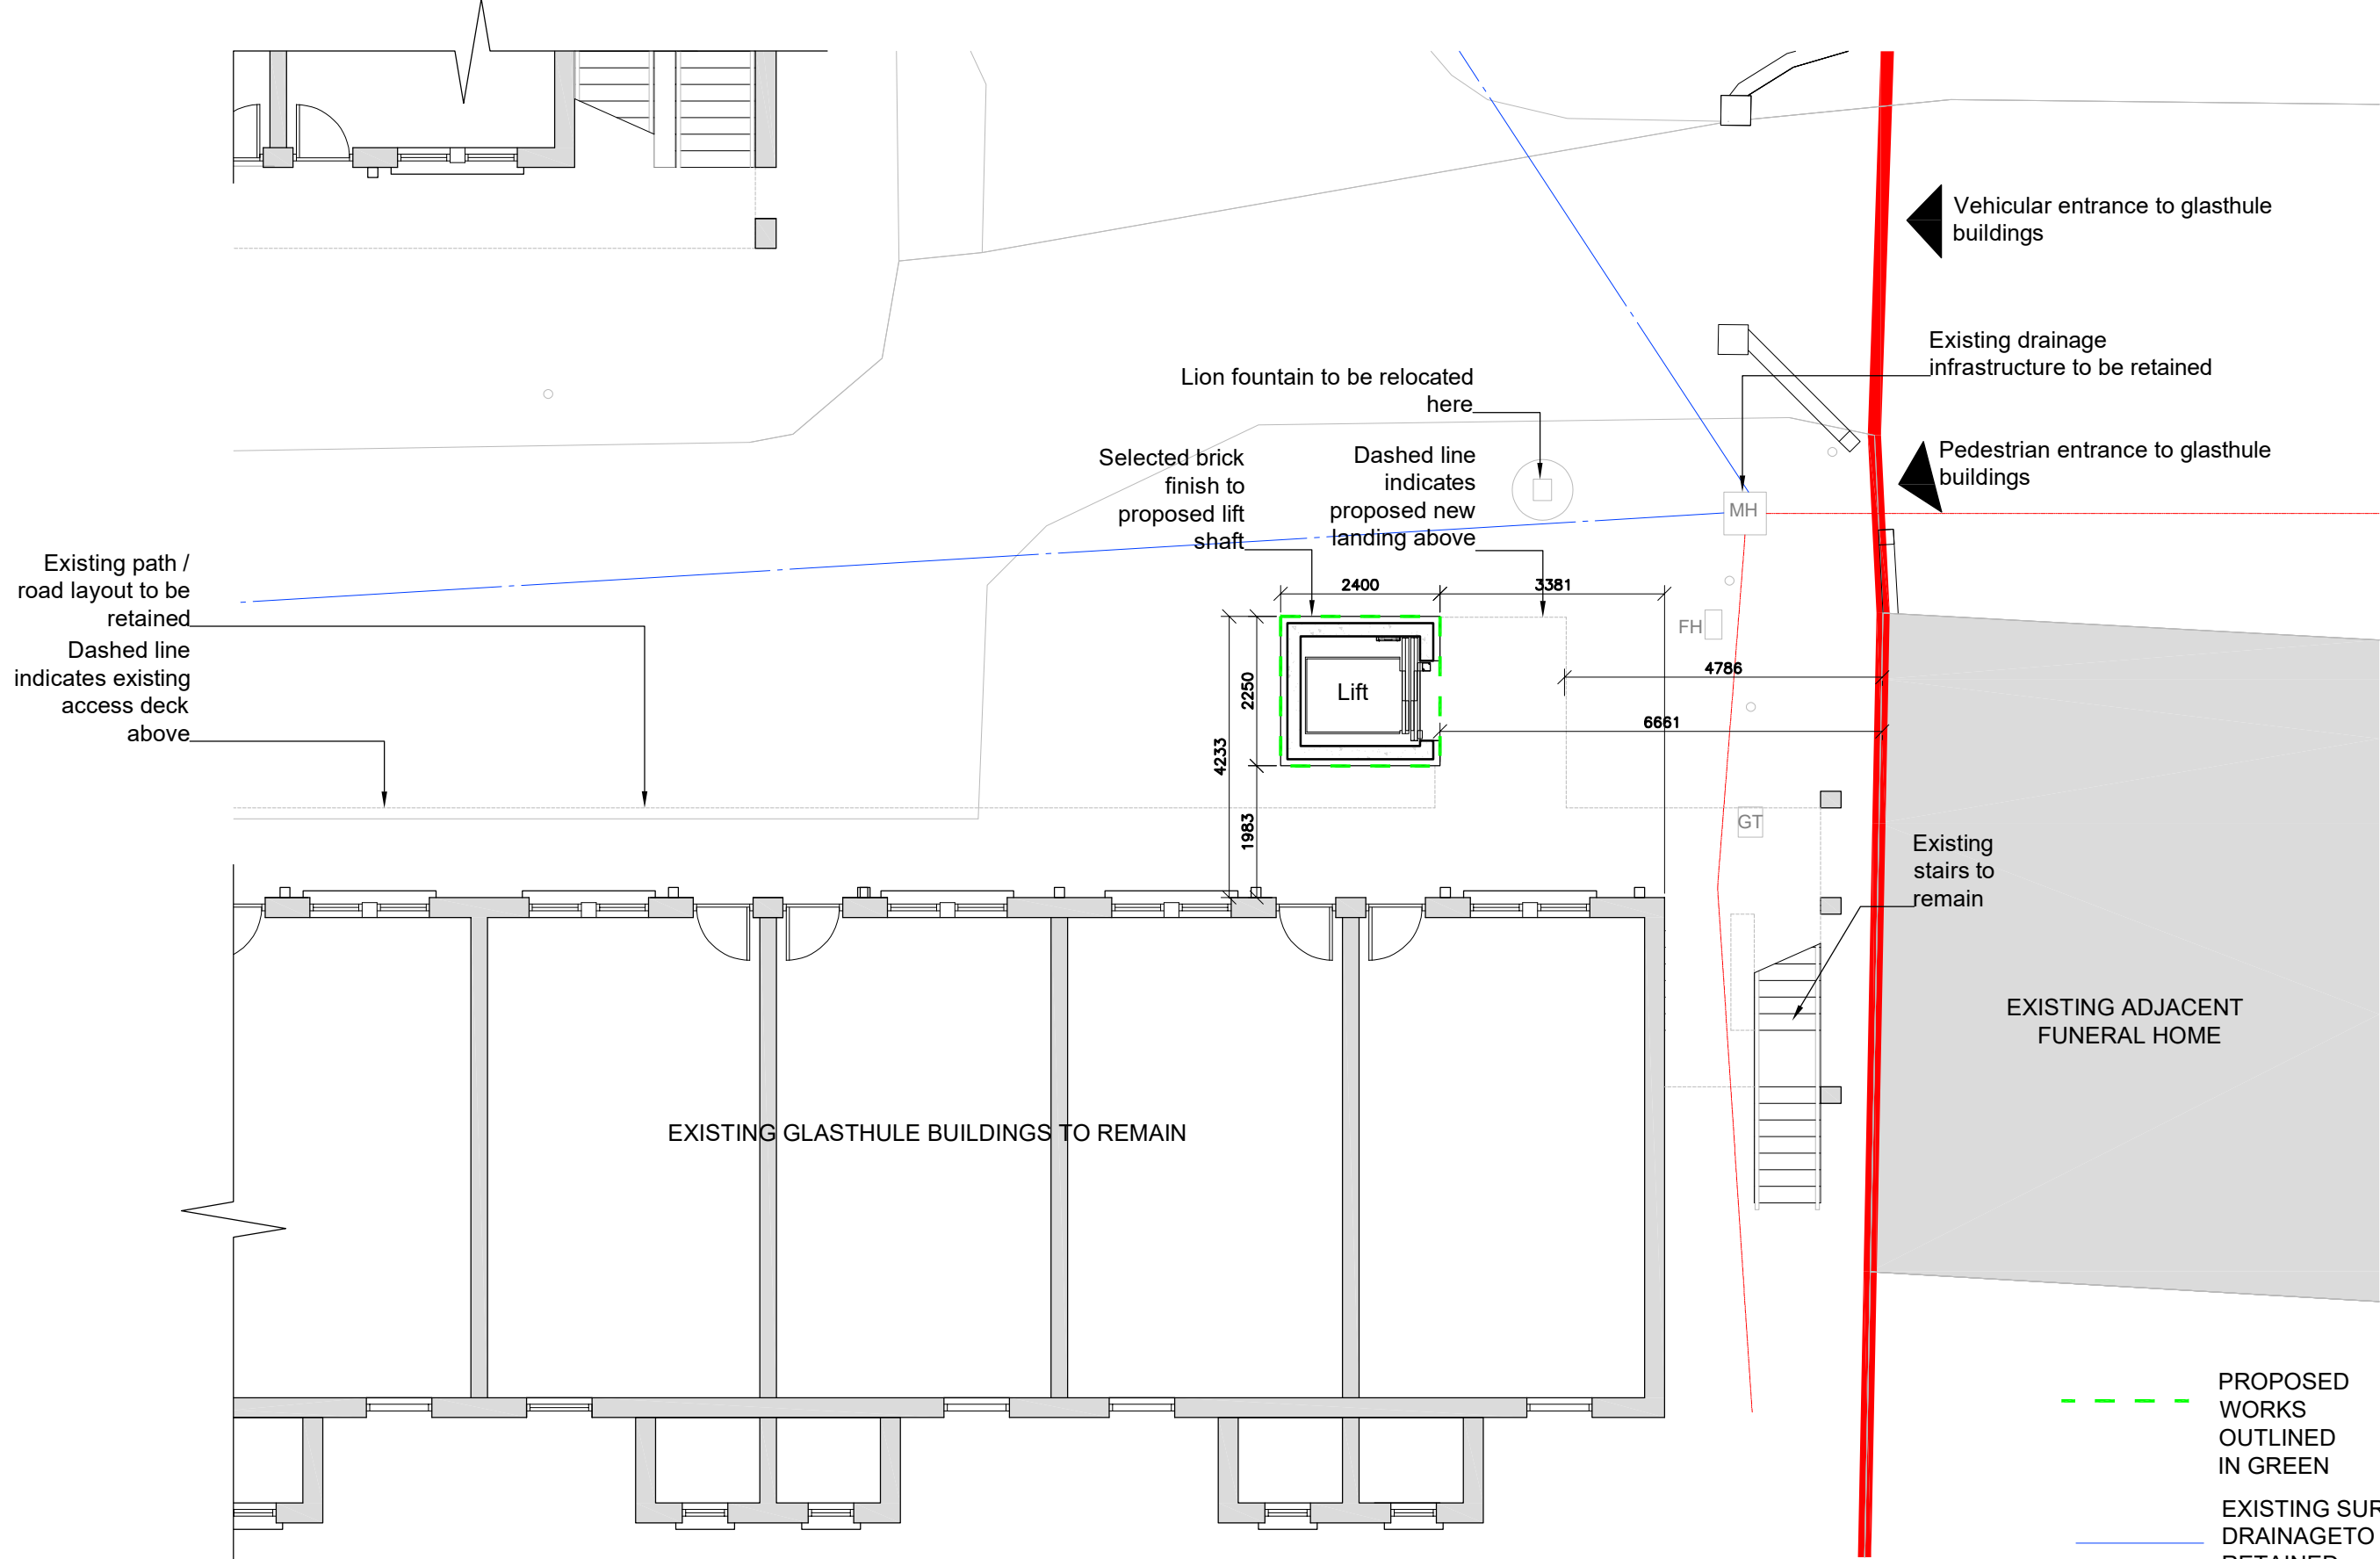 Vehicular entrance to glasthule
buildings
Existing drainage
infrastructure to be retained
Lion fountain to be relocated
here
Pedestrian entrance to glasthule
buildings
Selected brick
finish to
proposed lift
shaft
Dashed line
indicates
proposed new
landing above
MH
Existing path /
road layout to be
retained
Dashed line
indicates existing
access deck
above
2400
3381
FH
4786
Lift
2250
6661
4233
1983
GT
Existing
stairs to
remain
EXISTING ADJACENT
FUNERAL HOME
EXISTING GLASTHULE BUILDINGS TO REMAIN
PROPOSED
WORKS
OUTLINED
IN GREEN
EXISTING SUR
DRAINAGETO
RETAINED